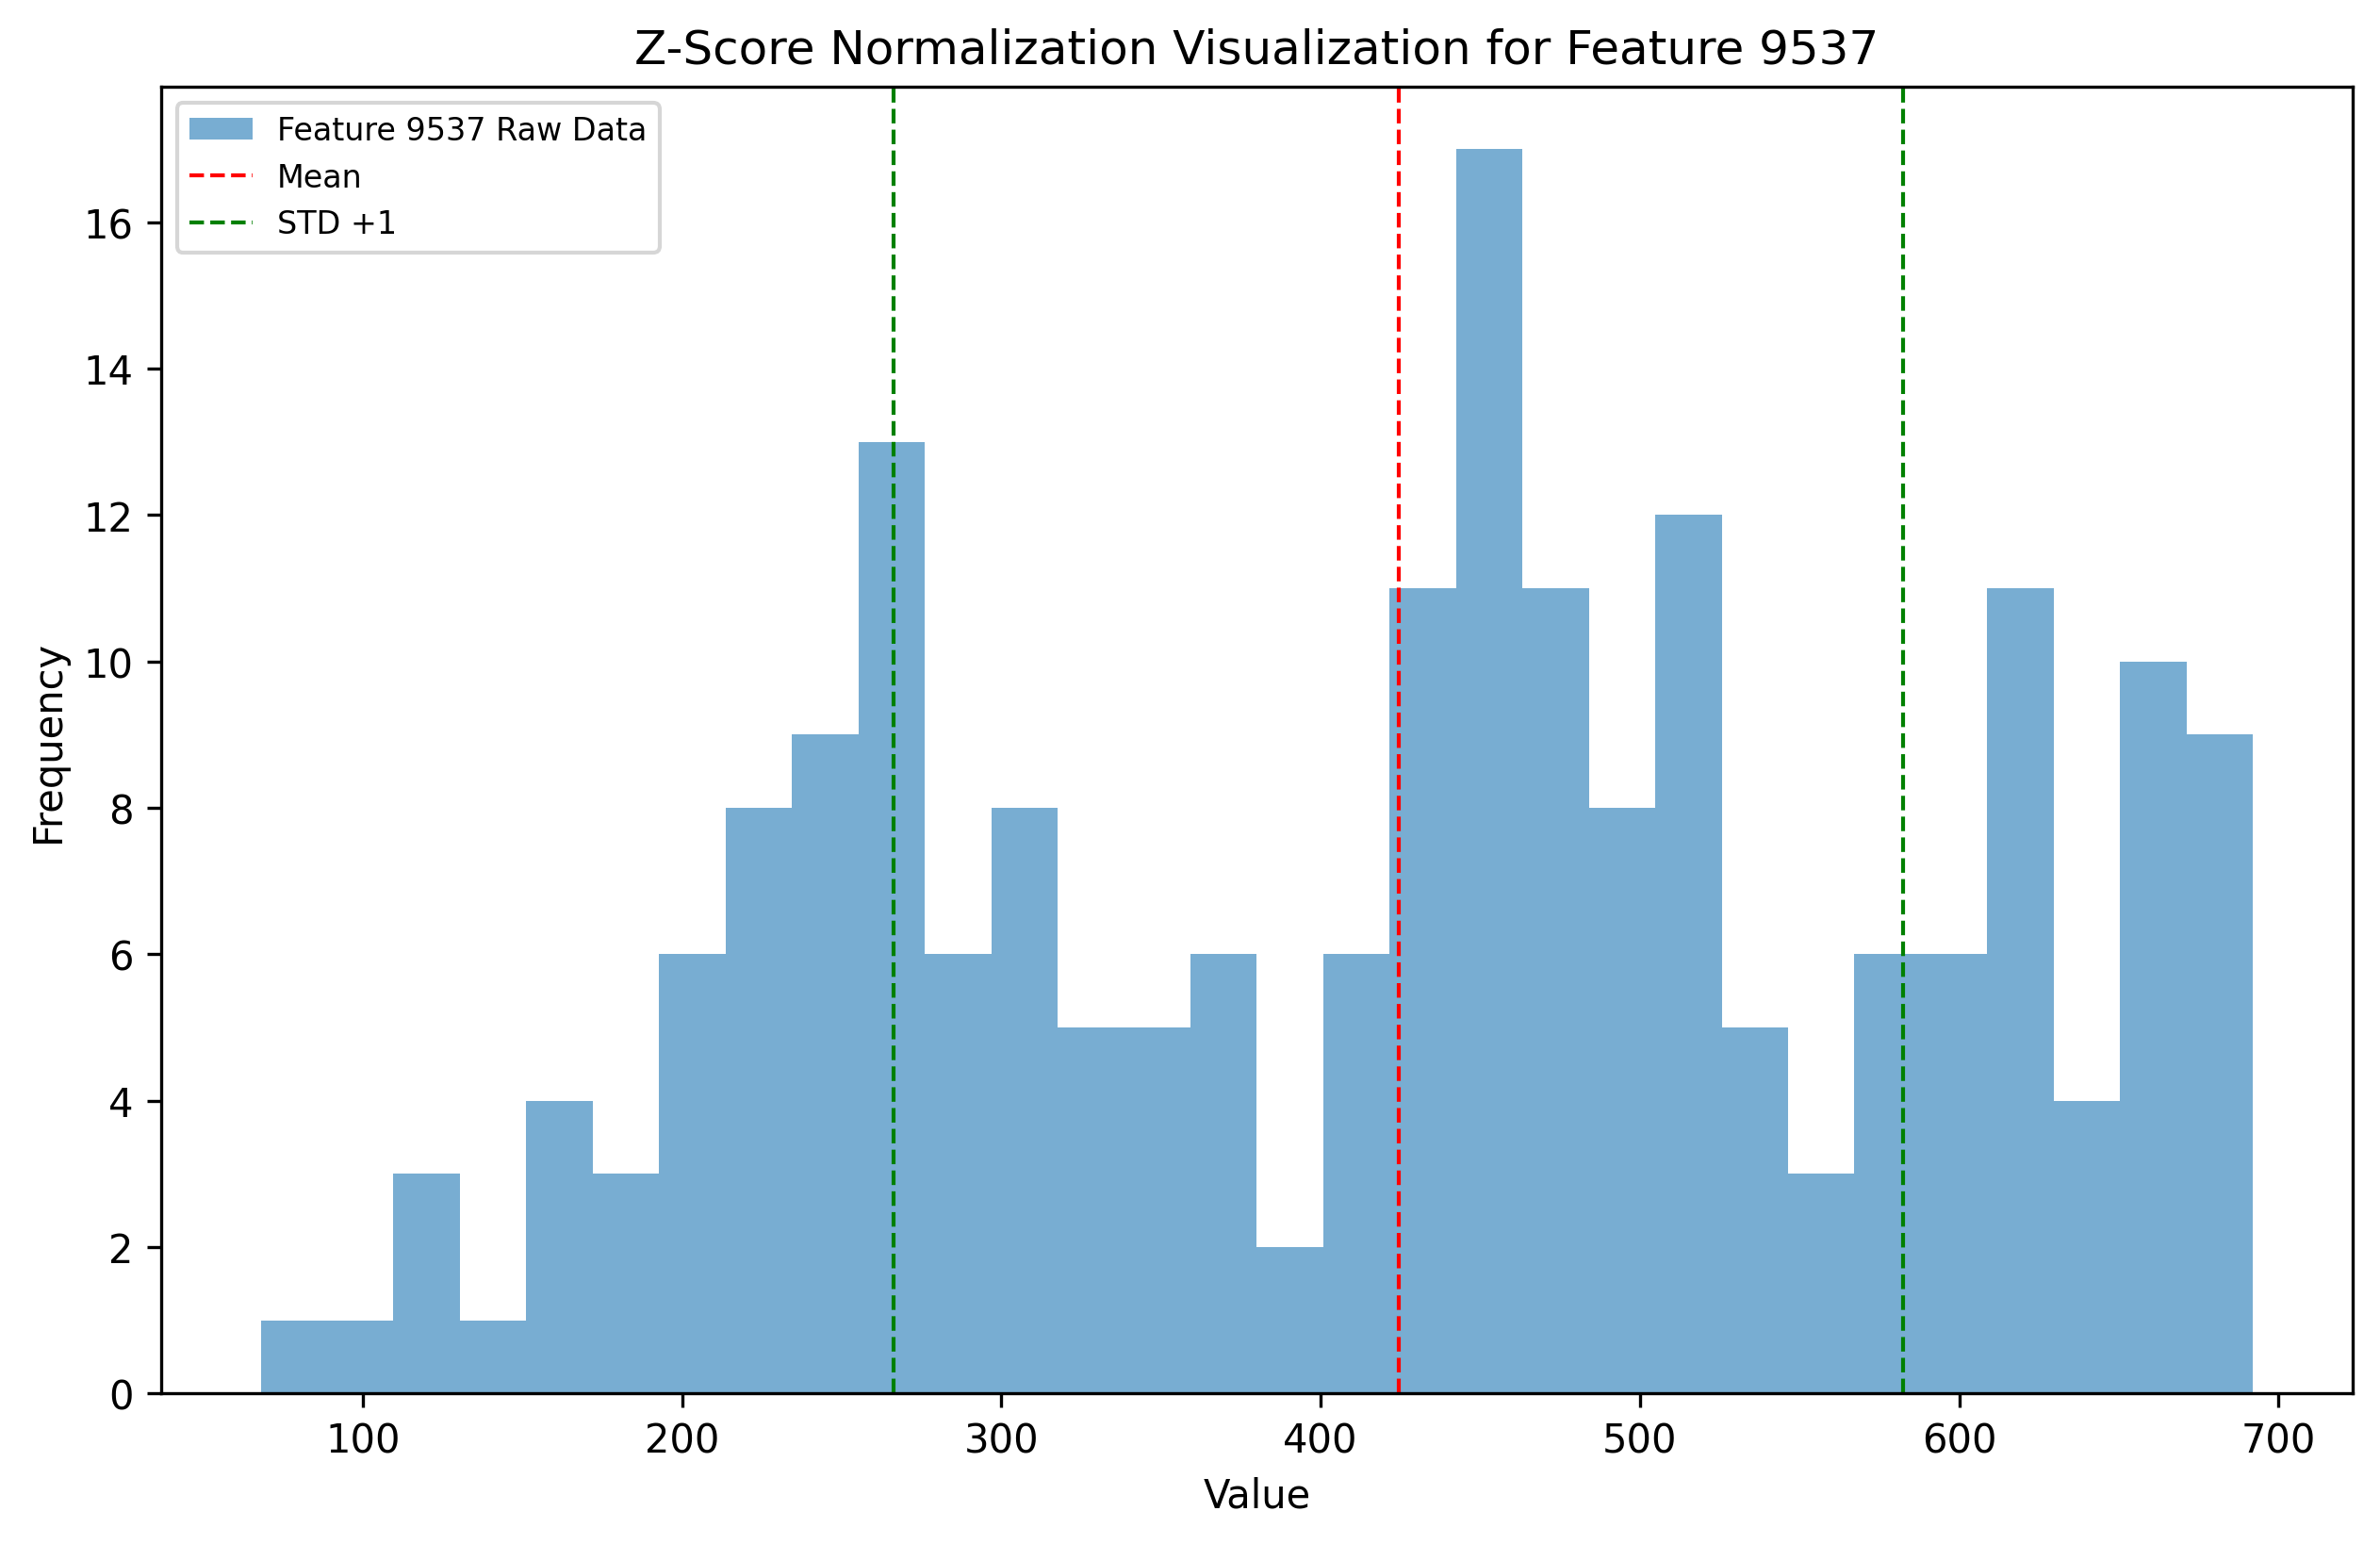 Z-Score Normalization Visualization for Feature 9537
Feature 9537 Raw Data
Mean
STD +1
Frequency
16
14
12
10
8
6
4
2
0
100 200 300 400 500 600 700
Value